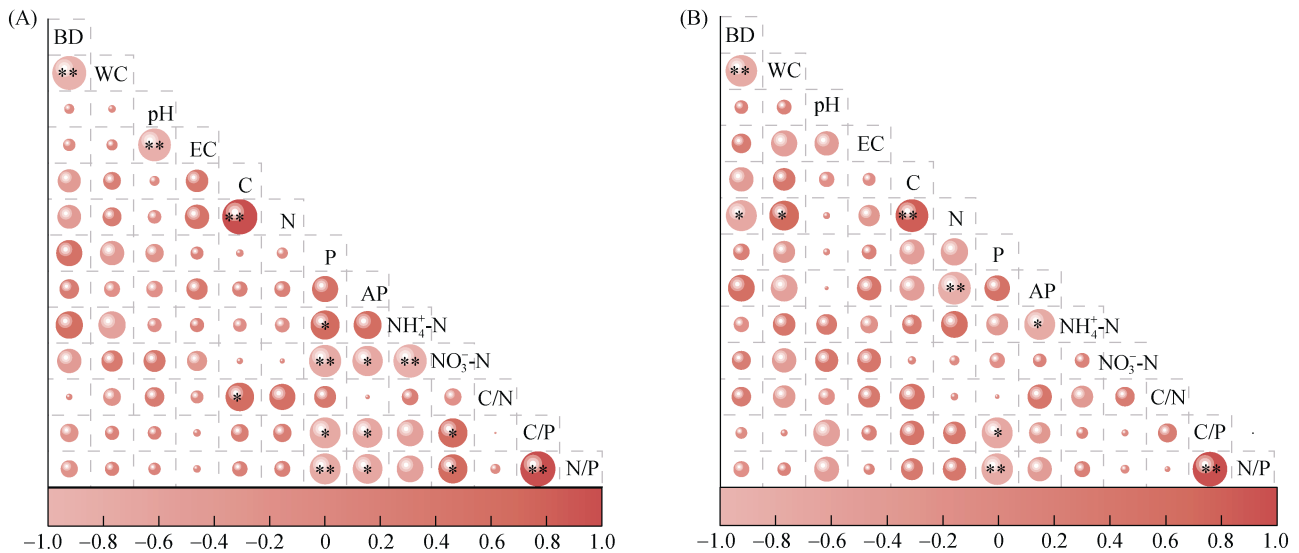 (A)
BD
** WC
pH
** EC
C
** N
P
AP
* NH₄⁺-N
** * ** NO₃⁻-N
* C/N
* * * C/P
** * * ** N/P
−1.0 −0.8 −0.6 −0.4 −0.2 0 0.2 0.4 0.6 0.8 1.0
(B)
BD
** WC
pH
EC
C
* * ** N
P
** AP
* NH₄⁺-N
NO₃⁻-N
C/N
* C/P
** ** N/P
−1.0 −0.8 −0.6 −0.4 −0.2 0 0.2 0.4 0.6 0.8 1.0